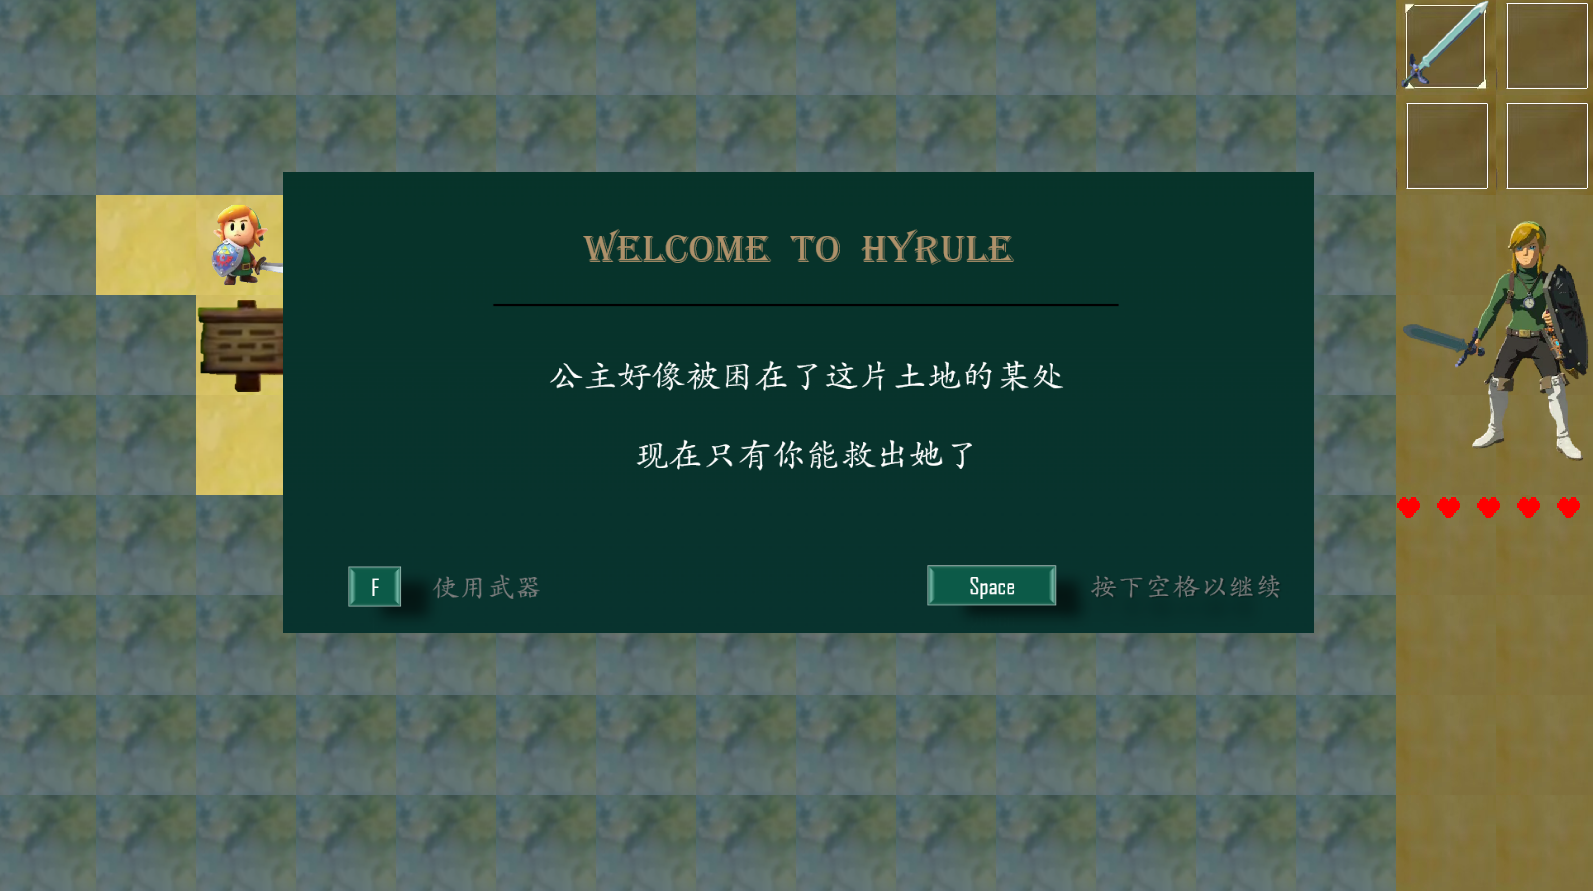 WELCOME TO HYRULE
公主好像被困在了这片土地的某处
现在只有你能救出她了
F 使用武器
Space 按下空格以继续